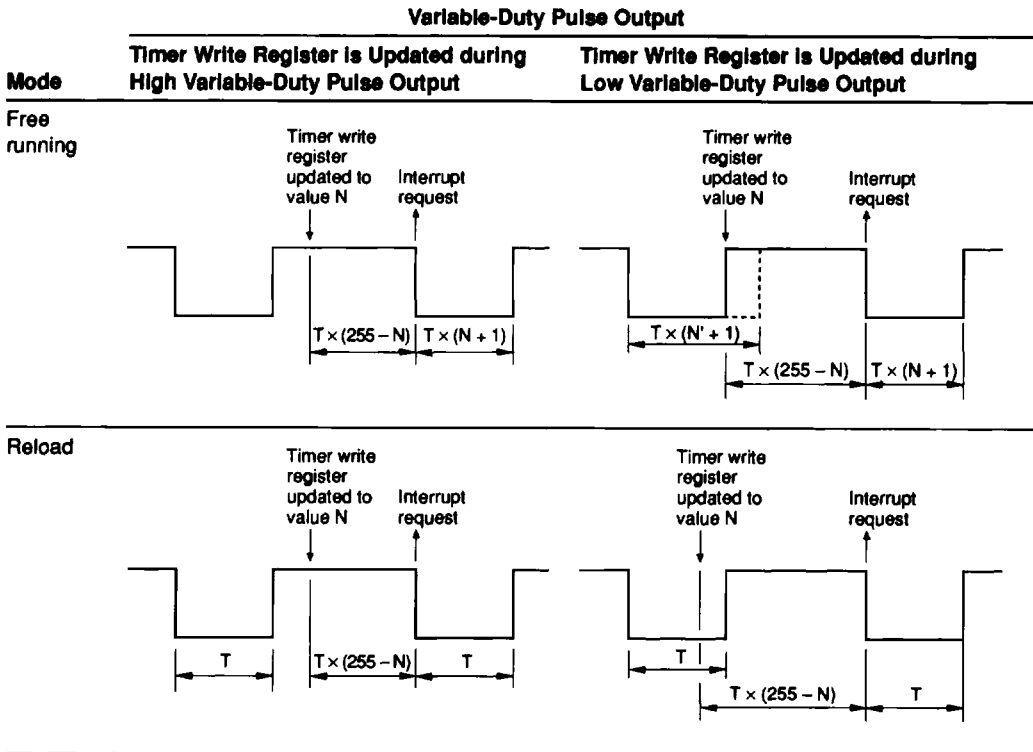 Variable-Duty Pulse Output
Timer Write Register is Updated during
High Variable-Duty Pulse Output
Timer Write Register is Updated during
Low Variable-Duty Pulse Output
Mode
Free
running
Timer write
register
updated to
value N
Interrupt
request
T × (255 – N)
T × (N + 1)
Timer write
register
updated to
value N
Interrupt
request
T × (N' + 1)
T × (255 – N)
T × (N + 1)
Reload
Timer write
register
updated to
value N
Interrupt
request
T
T × (255 – N)
T
Timer write
register
updated to
value N
Interrupt
request
T
T × (255 – N)
T